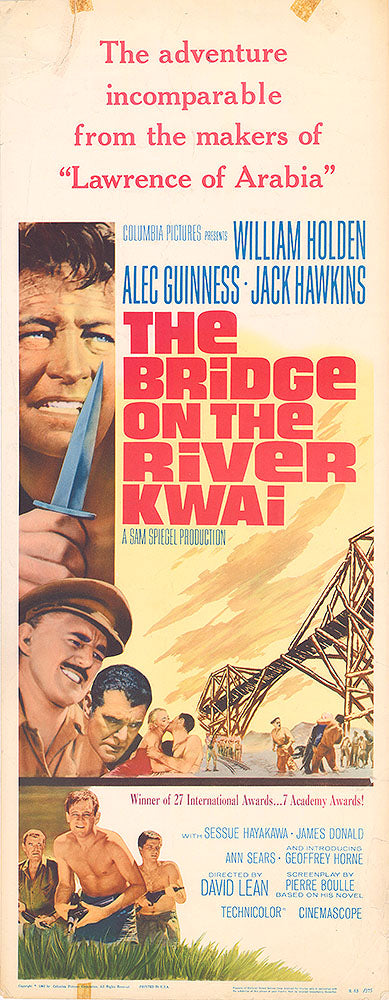 The adventure
incomparable
from the makers of
“Lawrence of Arabia”
COLUMBIA PICTURES PRESENTS WILLIAM HOLDEN
ALEC GUINNESS · JACK HAWKINS
THE
BRIDGE
ON THE
RIVER
KWAI
A SAM SPIEGEL PRODUCTION
Winner of 27 International Awards...7 Academy Awards!
WITH SESSUE HAYAKAWA · JAMES DONALD
AND INTRODUCING
ANN SEARS · GEOFFREY HORNE
DIRECTED BY
DAVID LEAN
SCREENPLAY BY
PIERRE BOULLE
BASED ON HIS NOVEL
TECHNICOLOR CINEMASCOPE
PRINTED IN U.S.A.